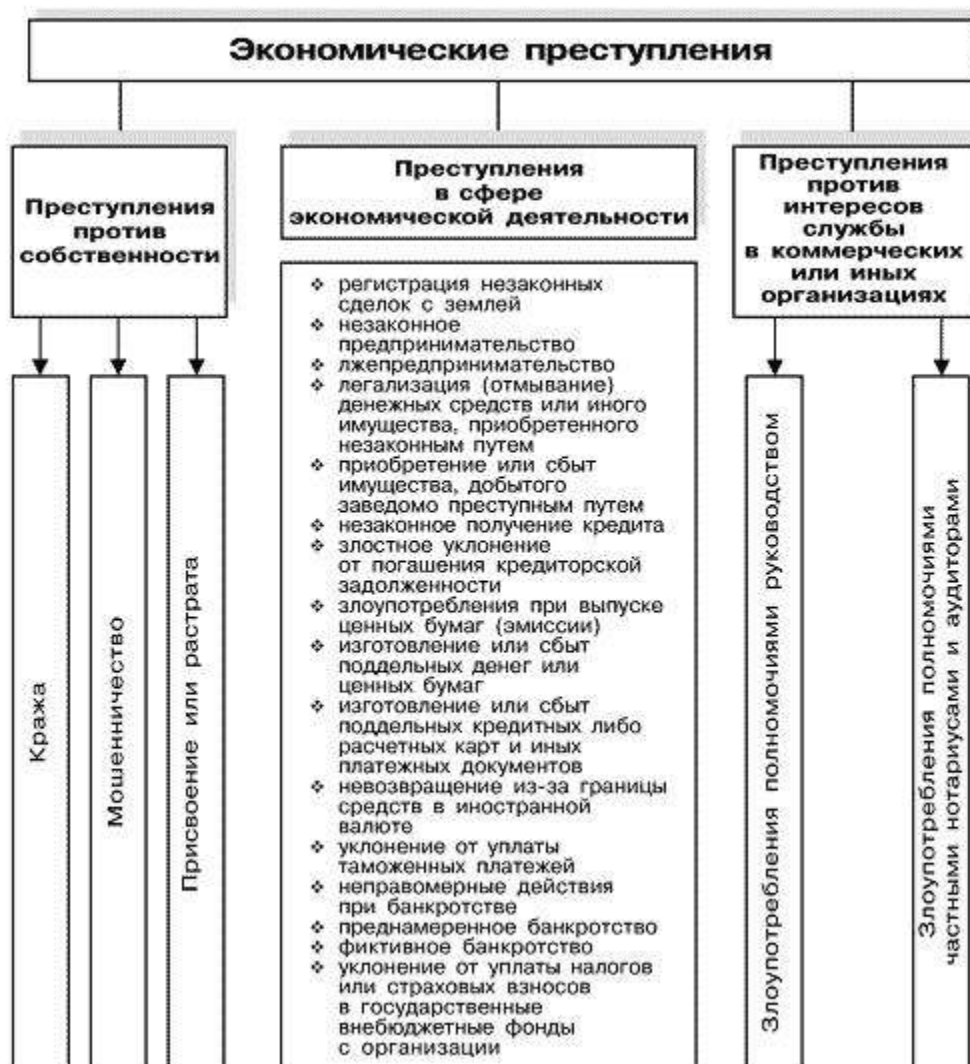 Экономические преступления
Преступления
против
собственности
Кража
Мошенничество
Присвоение или растрата
Преступления
в сфере
экономической деятельности
❖ регистрация незаконных
сделок с землей
❖ незаконное
предпринимательство
❖ лжепредпринимательство
❖ легализация (отмывание)
денежных средств или иного
имущества, приобретенного
незаконным путем
❖ приобретение или сбыт
имущества, добытого
заведомо преступным путем
❖ незаконное получение кредита
❖ злостное уклонение
от погашения кредиторской
задолженности
❖ злоупотребления при выпуске
ценных бумаг (эмиссии)
❖ изготовление или сбыт
поддельных денег или
ценных бумаг
❖ изготовление или сбыт
поддельных кредитных либо
расчетных карт и иных
платежных документов
❖ невозвращение из-за границы
средств в иностранной
валюте
❖ уклонение от уплаты
таможенных платежей
❖ неправомерные действия
при банкротстве
❖ преднамеренное банкротство
❖ фиктивное банкротство
❖ уклонение от уплаты налогов
или страховых взносов
в государственные
внебюджетные фонды
с организации
Преступления
против
интересов
службы
в коммерческих
или иных
организациях
Злоупотребления полномочиями руководством
Злоупотребления полномочиями
частными нотариусами и аудиторами